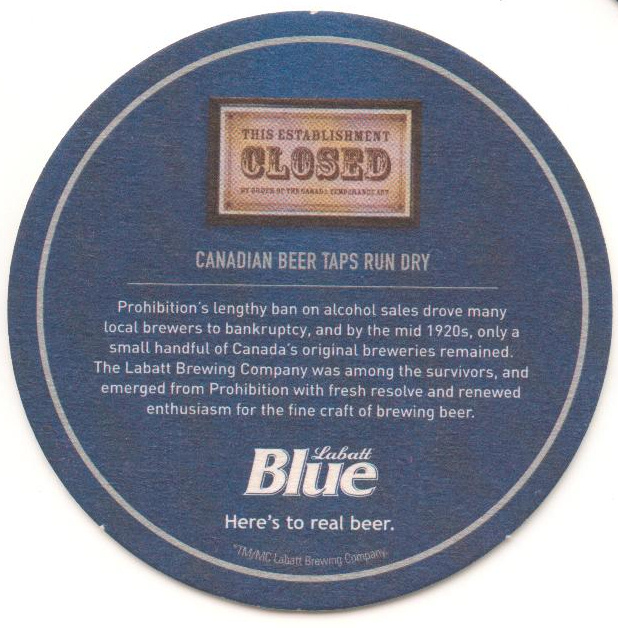 THIS ESTABLISHMENT
CLOSED
BY ORDER OF THE CANADA TEMPERANCE ACT
CANADIAN BEER TAPS RUN DRY
Prohibition's lengthy ban on alcohol sales drove many
local brewers to bankruptcy, and by the mid 1920s, only a
small handful of Canada's original breweries remained.
The Labatt Brewing Company was among the survivors, and
emerged from Prohibition with fresh resolve and renewed
enthusiasm for the fine craft of brewing beer.
Labatt
Blue
Here's to real beer.
*TM/MC Labatt Brewing Company.